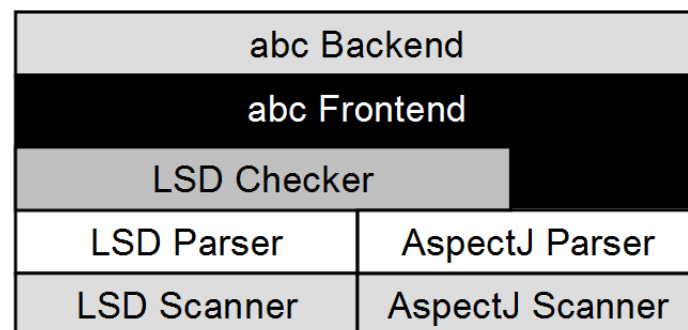 abc Backend
abc Frontend
LSD Checker
LSD Parser AspectJ Parser
LSD Scanner AspectJ Scanner